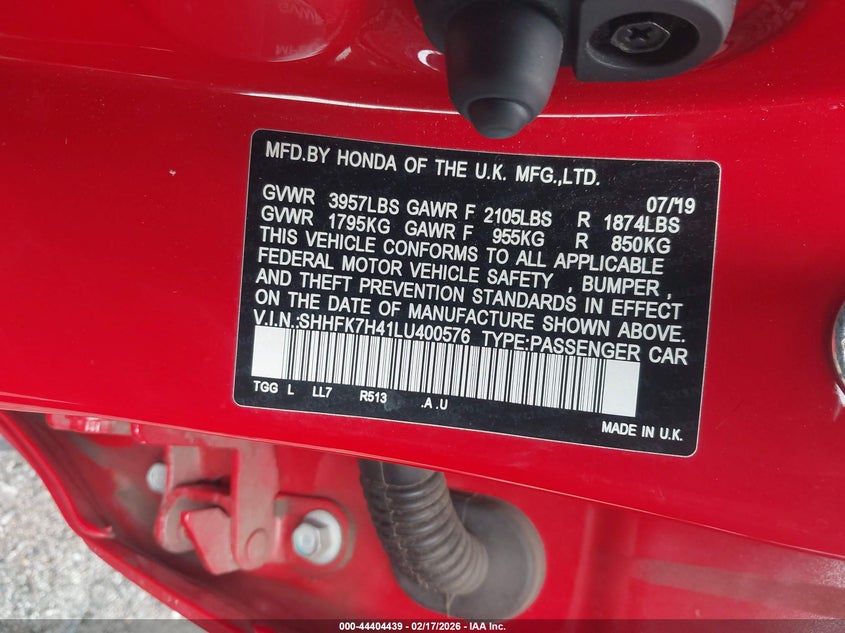 MFD.BY HONDA OF THE U.K. MFG.,LTD. 07/19
GVWR 3957LBS GAWR F 2105LBS R 1874LBS
GVWR 1795KG GAWR F 955KG R 850KG
THIS VEHICLE CONFORMS TO ALL APPLICABLE
FEDERAL MOTOR VEHICLE SAFETY , BUMPER ,
AND THEFT PREVENTION STANDARDS IN EFFECT
ON THE DATE OF MANUFACTURE SHOWN ABOVE.
V.I.N.:SHHFK7H41LU400576 TYPE:PASSENGER CAR
TGG L LL7 R513 .A .U
MADE IN U.K.
000-44404439 - 02/17/2026 - IAA Inc.